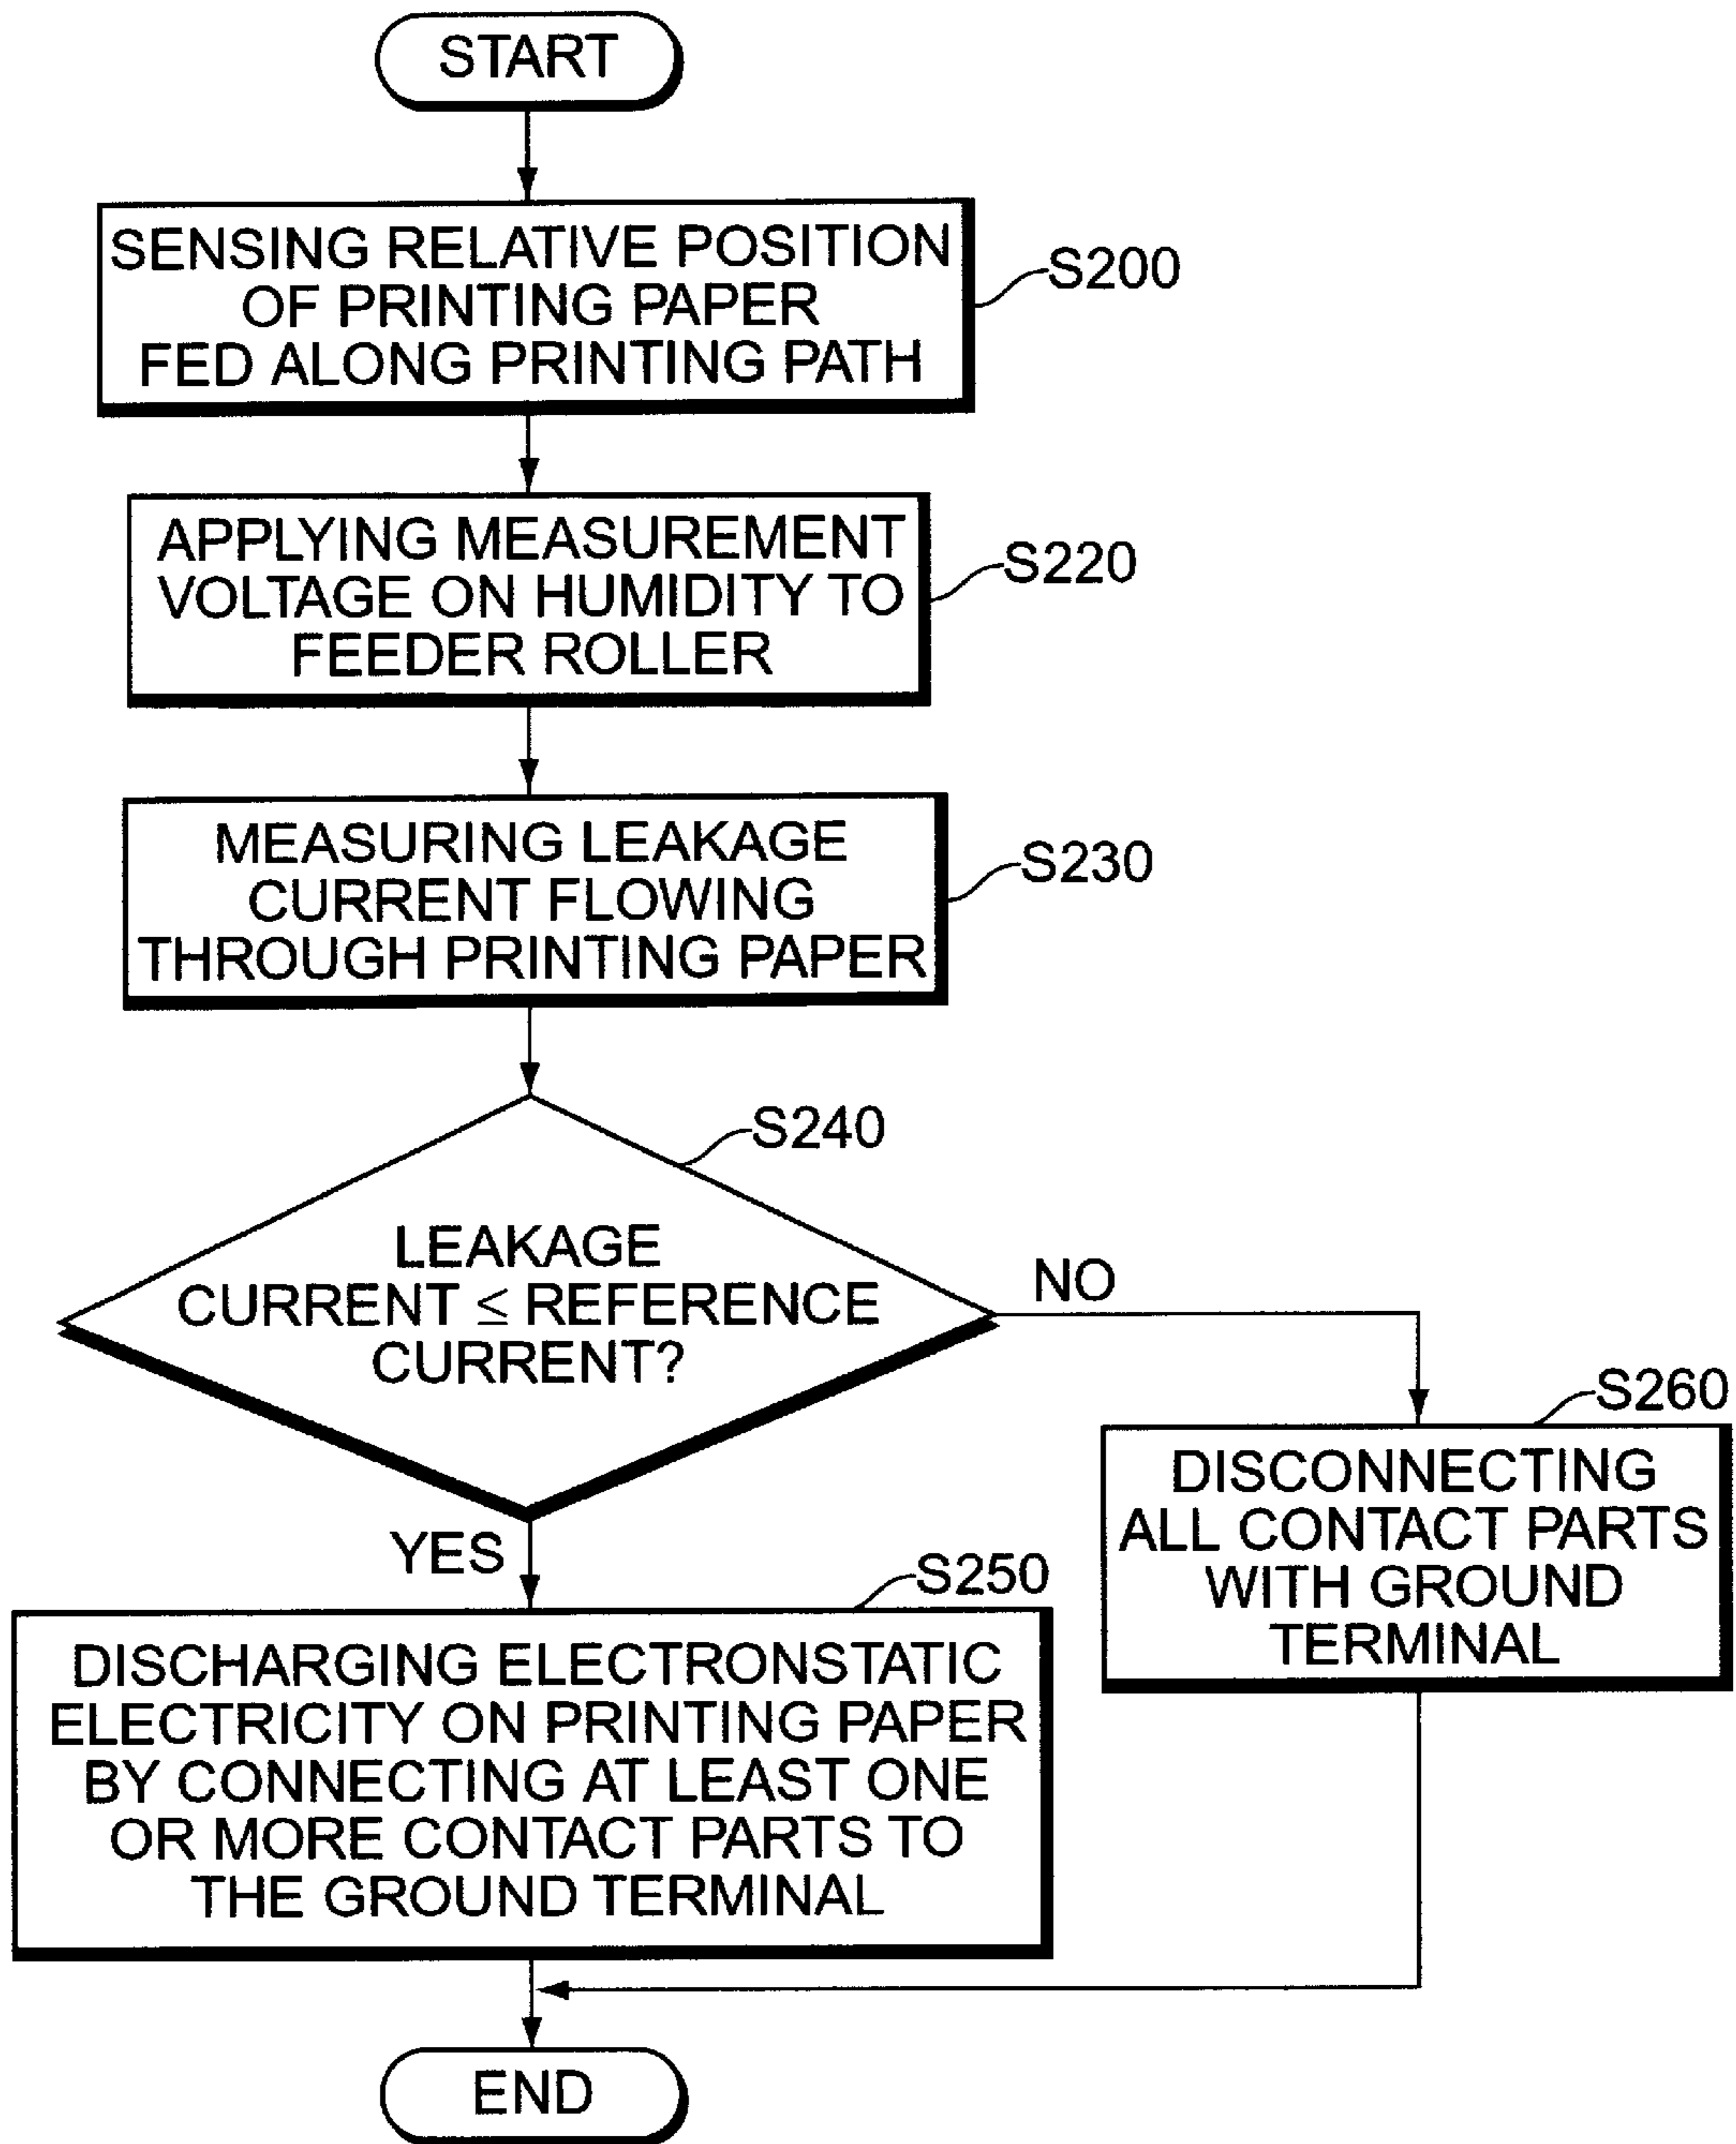 START
SENSING RELATIVE POSITION
OF PRINTING PAPER
FED ALONG PRINTING PATH
S200
APPLYING MEASUREMENT
VOLTAGE ON HUMIDITY TO
FEEDER ROLLER
S220
MEASURING LEAKAGE
CURRENT FLOWING
THROUGH PRINTING PAPER
S230
S240
LEAKAGE
CURRENT ≤ REFERENCE
CURRENT?
NO
YES
S260
DISCONNECTING
ALL CONTACT PARTS
WITH GROUND
TERMINAL
S250
DISCHARGING ELECTRONSTATIC
ELECTRICITY ON PRINTING PAPER
BY CONNECTING AT LEAST ONE
OR MORE CONTACT PARTS TO
THE GROUND TERMINAL
END